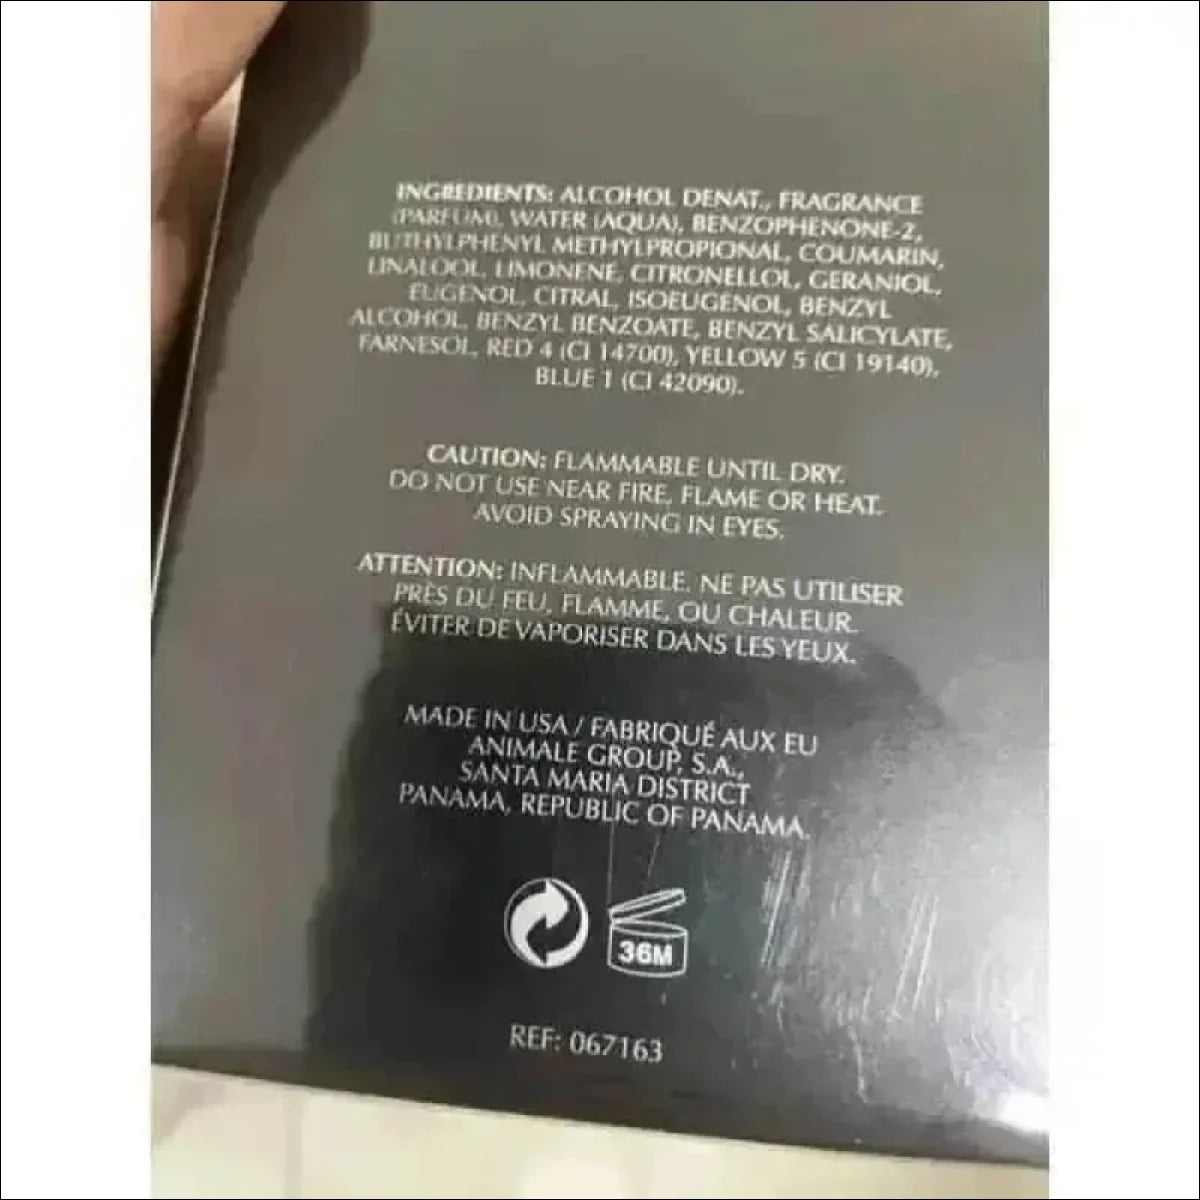 INGREDIENTS: ALCOHOL DENAT., FRAGRANCE
(PARFUM), WATER (AQUA), BENZOPHENONE-2,
BUTHYLPHENYL METHYLPROPIONAL, COUMARIN,
LINALOOL, LIMONENE, CITRONELLOL, GERANIOL,
EUGENOL, CITRAL, ISOEUGENOL, BENZYL
ALCOHOL, BENZYL BENZOATE, BENZYL SALICYLATE,
FARNESOL, RED 4 (CI 14700), YELLOW 5 (CI 19140),
BLUE 1 (CI 42090).
CAUTION: FLAMMABLE UNTIL DRY.
DO NOT USE NEAR FIRE, FLAME OR HEAT.
AVOID SPRAYING IN EYES.
ATTENTION: INFLAMMABLE. NE PAS UTILISER
PRÈS DU FEU, FLAMME, OU CHALEUR.
ÉVITER DE VAPORISER DANS LES YEUX.
MADE IN USA / FABRIQUÉ AUX EU
ANIMALE GROUP, S.A.,
SANTA MARIA DISTRICT
PANAMA, REPUBLIC OF PANAMA.
36M
REF: 067163